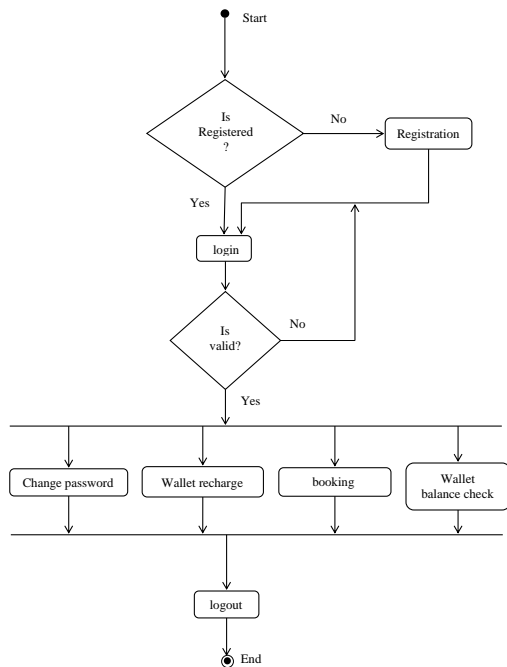 Start
Is
Registered
?
No
Registration
Yes
login
Is
valid?
No
Yes
Change password
Wallet recharge
booking
Wallet
balance check
logout
End